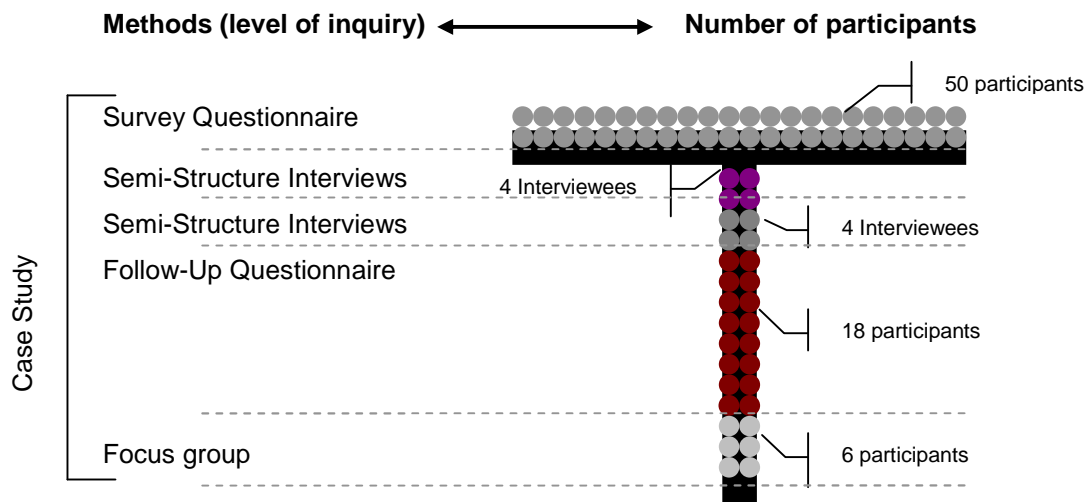 Methods (level of inquiry) Number of participants
50 participants
Survey Questionnaire
Semi-Structure Interviews
4 Interviewees
Semi-Structure Interviews
4 Interviewees
Follow-Up Questionnaire
18 participants
Case Study
Focus group
6 participants